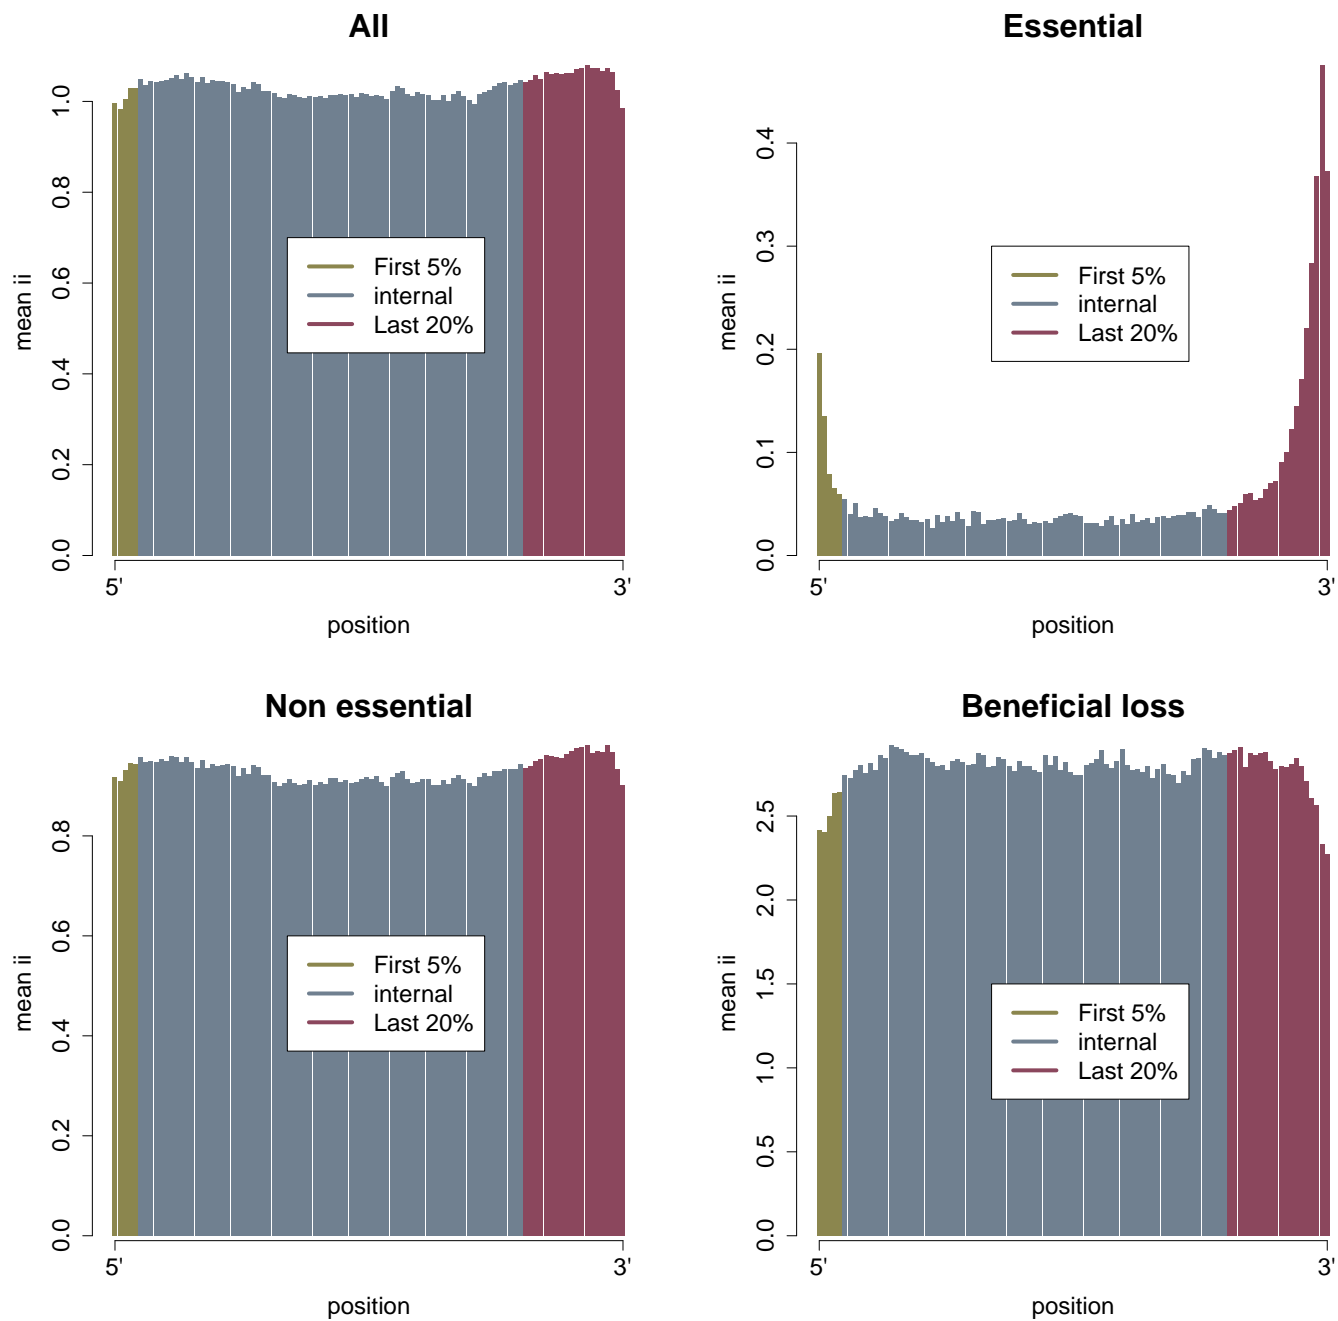 All
mean ii
1.0
0.8
0.6
0.4
0.2
0.0
First 5%
internal
Last 20%
5'
3'
position
Essential
mean ii
0.4
0.3
0.2
0.1
0.0
First 5%
internal
Last 20%
5'
3'
position
Non essential
mean ii
0.8
0.6
0.4
0.2
0.0
First 5%
internal
Last 20%
5'
3'
position
Beneficial loss
mean ii
2.5
2.0
1.5
1.0
0.5
0.0
First 5%
internal
Last 20%
5'
3'
position